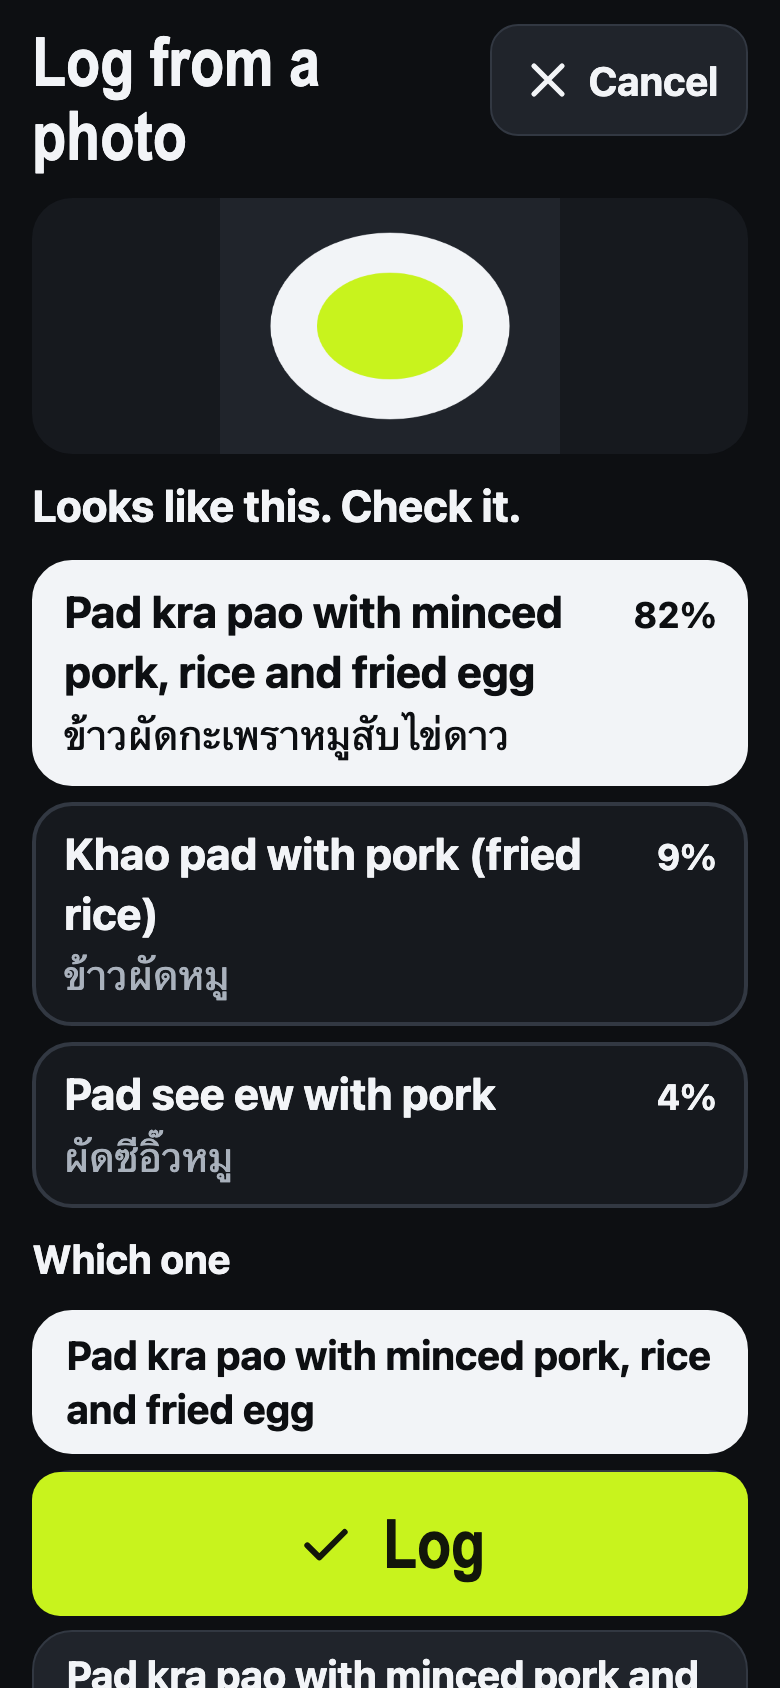 Log from a
photo
Cancel
Looks like this. Check it.
Pad kra pao with minced
pork, rice and fried egg
82%
ข้าวผัดกะเพราหมูสับไข่ดาว
Khao pad with pork (fried
rice)
9%
ข้าวผัดหมู
Pad see ew with pork
4%
ผัดซีอิ๊วหมู
Which one
Pad kra pao with minced pork, rice
and fried egg
Log
Pad kra pao with minced pork and